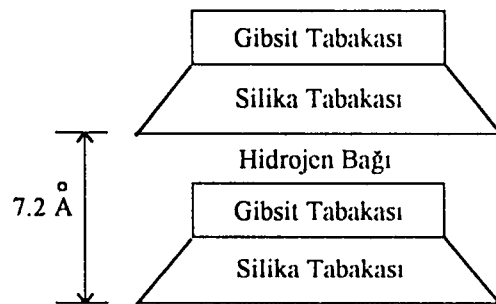 Gibsit Tabakası
Silika Tabakası
Hidrojen Bağı
7.2 Å
Gibsit Tabakası
Silika Tabakası